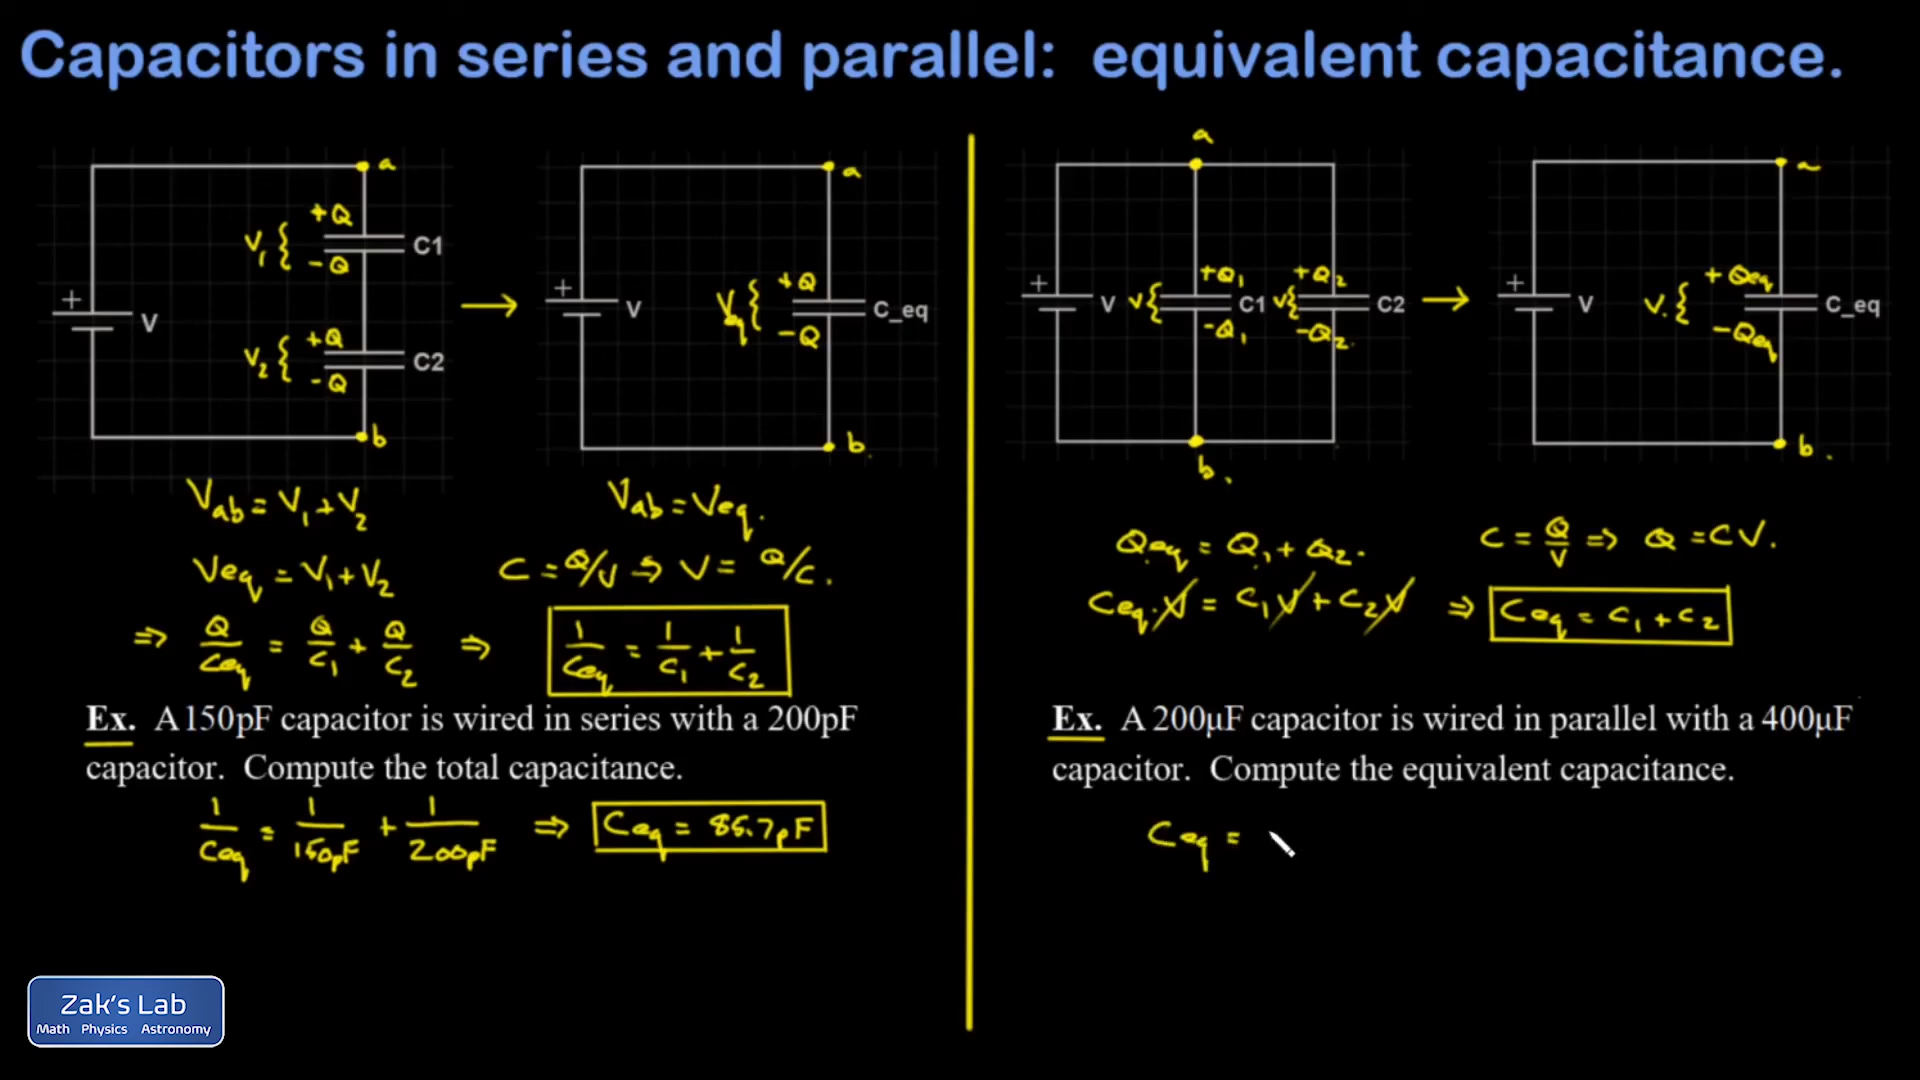 Capacitors in series and parallel: equivalent capacitance.
a
+Q
V₁ { -Q C1
+ V
+Q
V₂ { -Q C2
b
→
a
+ V
+Q
Veq { -Q C_eq
b.
Vab = V₁ + V₂
Vab = Veq.
Veq = V₁ + V₂
C = Q/V → V = Q/C.
⇒ Q/Ceq = Q/C₁ + Q/C₂ ⇒ 1/Ceq = 1/C₁ + 1/C₂
Ex. A 150pF capacitor is wired in series with a 200pF
capacitor. Compute the total capacitance.
1/Ceq = 1/150pF + 1/200pF ⇒ Ceq = 85.7pF
a
+ V
+Q₁ +Q₂
V{ C1 V{ C2
-Q₁ -Q₂.
b.
→
a
+ V
+Qeq
V. { C_eq
-Qeq
b.
Qeq = Q₁ + Q₂.
C = Q/V ⇒ Q = CV.
Ceq·V = C₁V + C₂V ⇒ Ceq = C₁ + C₂
Ex. A 200μF capacitor is wired in parallel with a 400μF
capacitor. Compute the equivalent capacitance.
Ceq =
Zak's Lab
Math Physics Astronomy